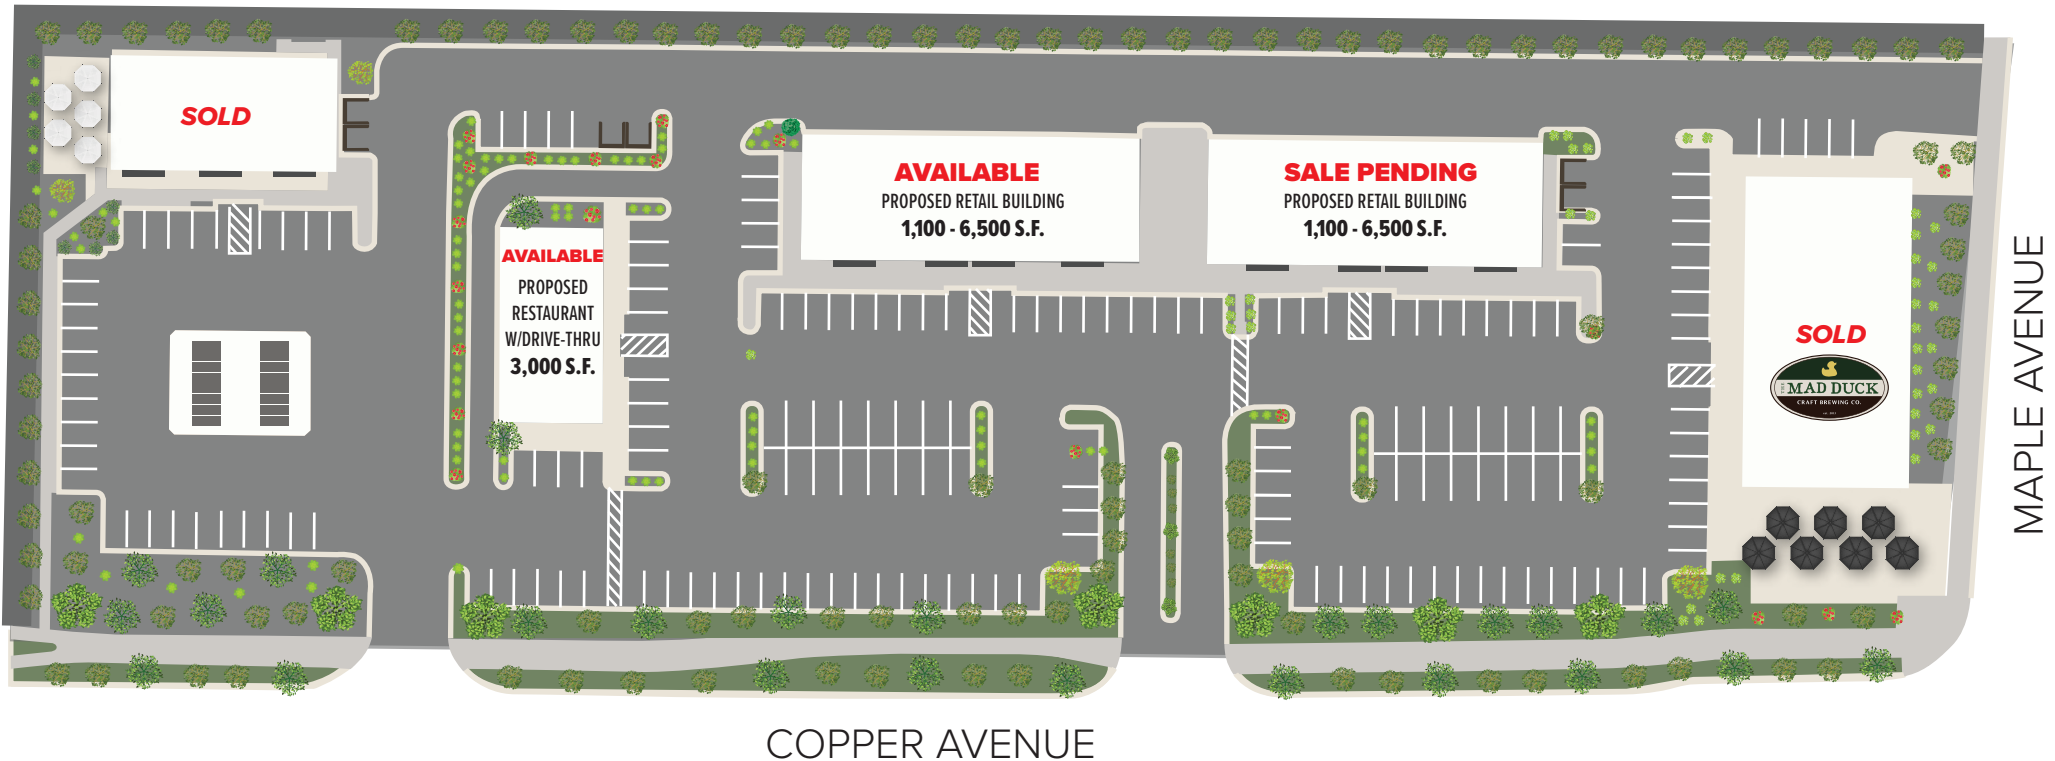 SOLD
AVAILABLE
PROPOSED
RESTAURANT
W/DRIVE-THRU
3,000 S.F.
AVAILABLE
PROPOSED RETAIL BUILDING
1,100 - 6,500 S.F.
SALE PENDING
PROPOSED RETAIL BUILDING
1,100 - 6,500 S.F.
SOLD
THE
MAD DUCK
CRAFT BREWING CO.
MAPLE AVENUE
COPPER AVENUE